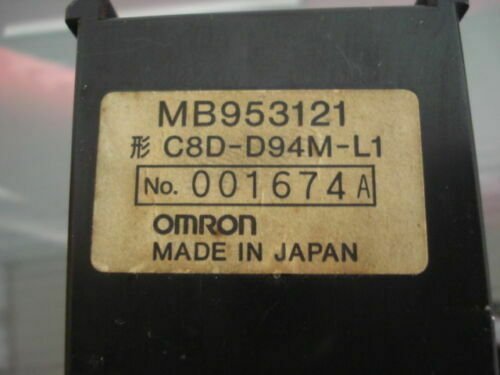 MB953121
形 C8D-D94M-L1
No. 001674 A
OMRON
MADE IN JAPAN